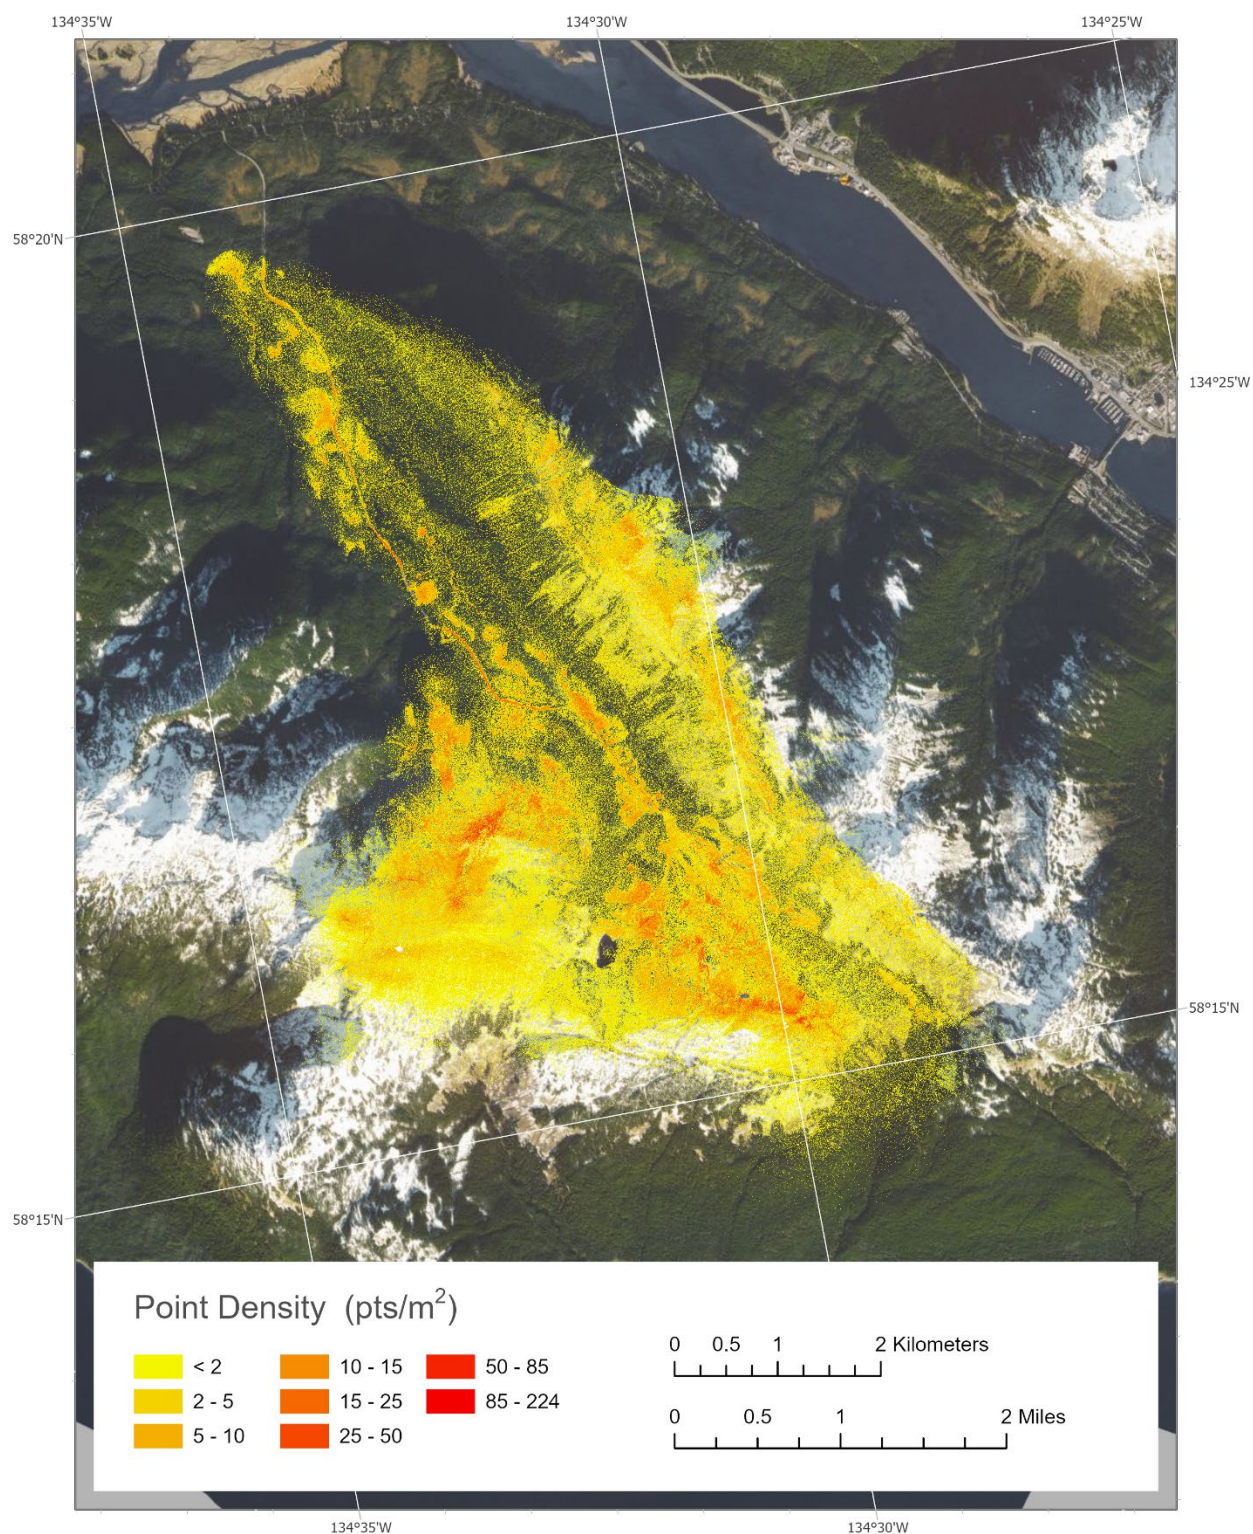 134°35'W 134°30'W 134°25'W
58°20'N
134°25'W
58°15'N
58°15'N
Point Density (pts/m²)
< 2 10 - 15 50 - 85
2 - 5 15 - 25 85 - 224
5 - 10 25 - 50
0 0.5 1 2 Kilometers
0 0.5 1 2 Miles
134°35'W 134°30'W